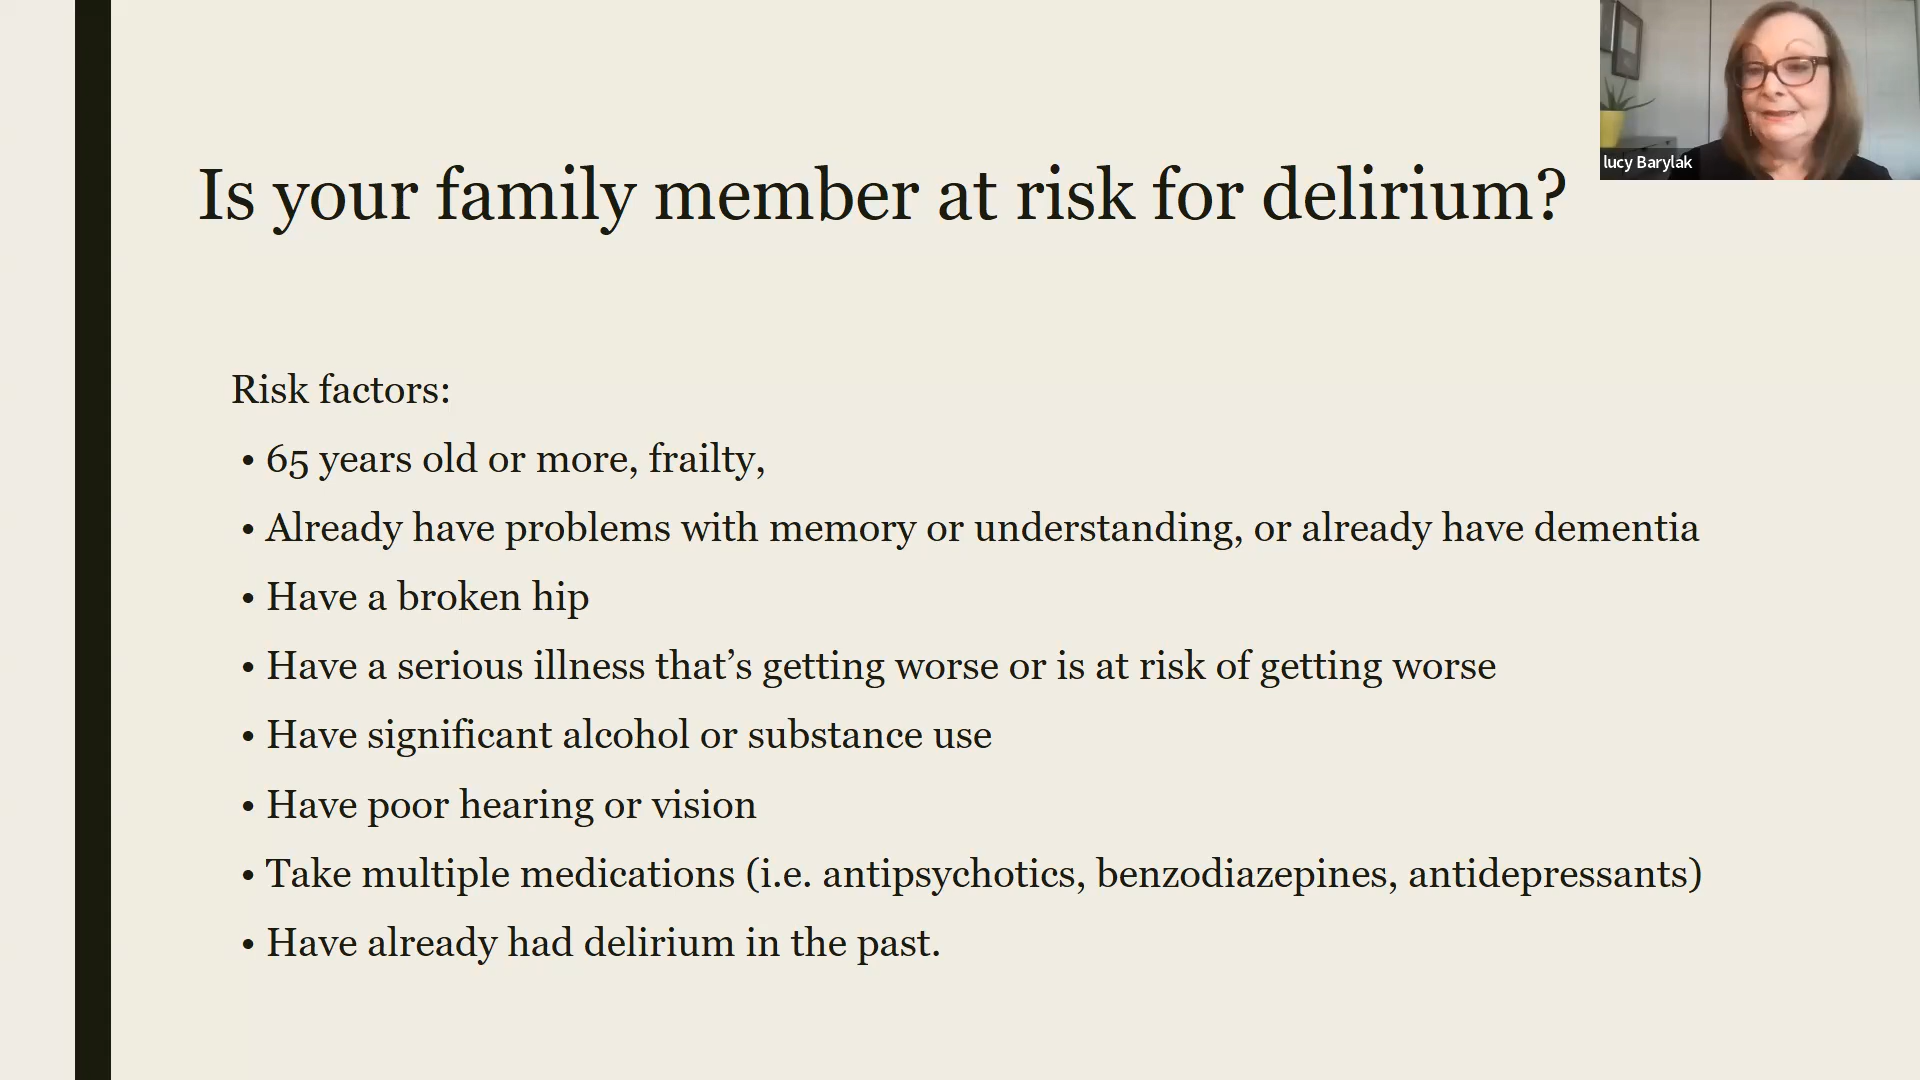 Is your family member at risk for delirium?
lucy Barylak
Risk factors:
• 65 years old or more, frailty,
• Already have problems with memory or understanding, or already have dementia
• Have a broken hip
• Have a serious illness that’s getting worse or is at risk of getting worse
• Have significant alcohol or substance use
• Have poor hearing or vision
• Take multiple medications (i.e. antipsychotics, benzodiazepines, antidepressants)
• Have already had delirium in the past.